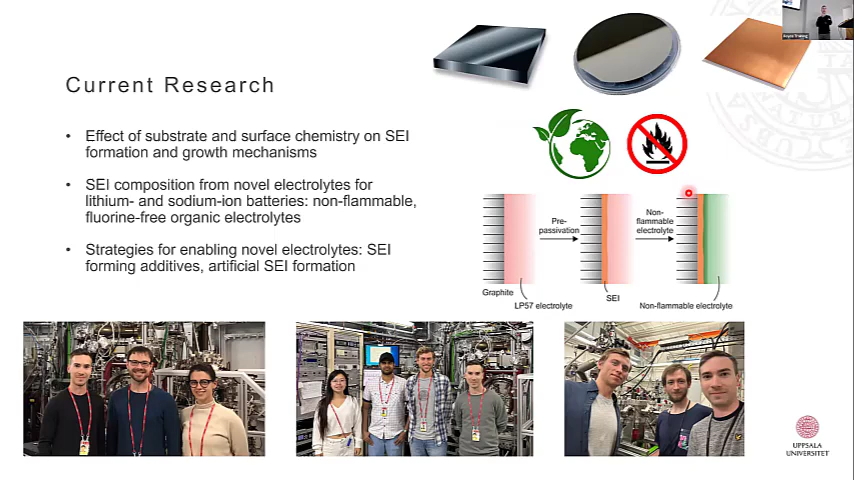 Current Research
• Effect of substrate and surface chemistry on SEI
formation and growth mechanisms
• SEI composition from novel electrolytes for
lithium- and sodium-ion batteries: non-flammable,
fluorine-free organic electrolytes
• Strategies for enabling novel electrolytes: SEI
forming additives, artificial SEI formation
Pre-
passivation
Non-
flammable
electrolyte
Graphite
LP57 electrolyte
SEI
Non-flammable electrolyte
UPPSALA
UNIVERSITET